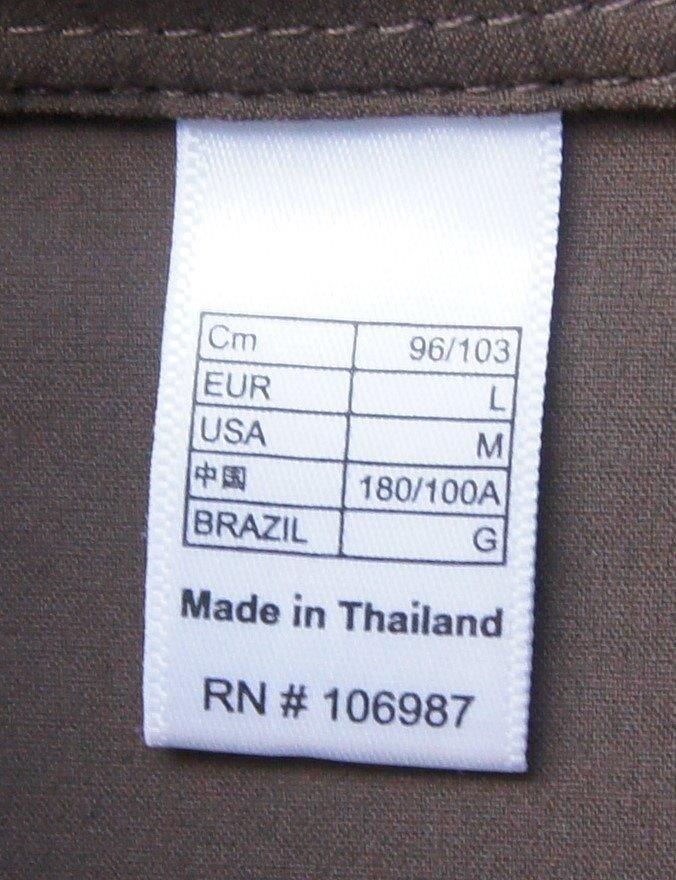 Cm 96/103
EUR L
USA M
中国 180/100A
BRAZIL G
Made in Thailand
RN # 106987